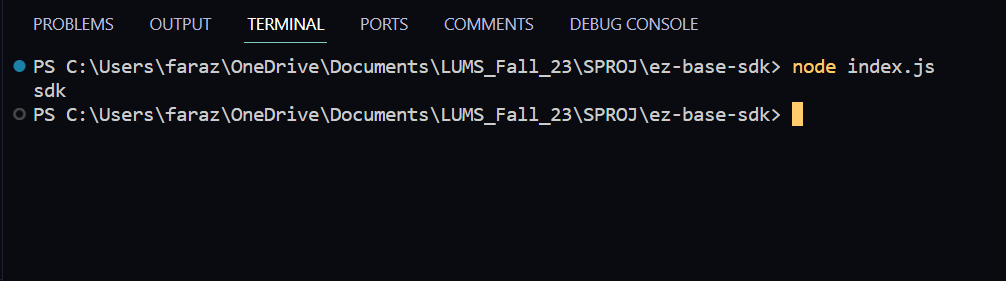 PROBLEMS OUTPUT TERMINAL PORTS COMMENTS DEBUG CONSOLE
PS C:\Users\faraz\OneDrive\Documents\LUMS_Fall_23\SPROJ\ez-base-sdk> node index.js
sdk
PS C:\Users\faraz\OneDrive\Documents\LUMS_Fall_23\SPROJ\ez-base-sdk>